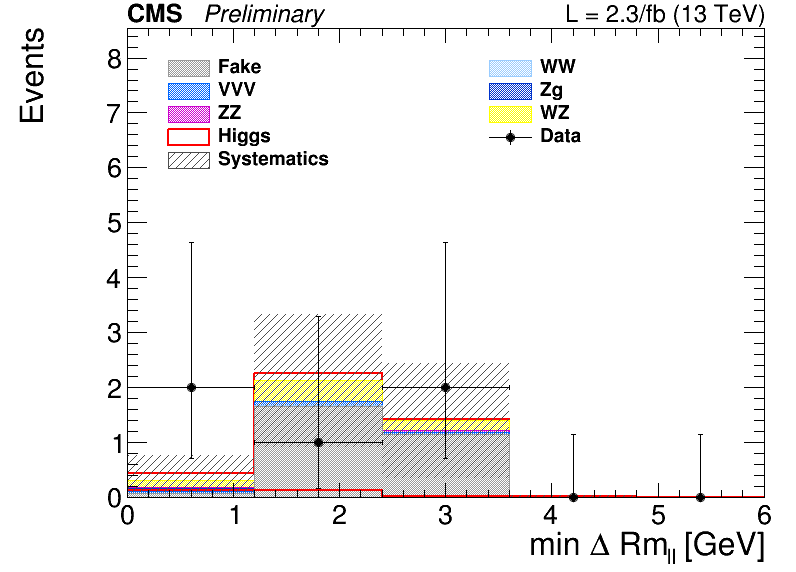 CMS Preliminary L = 2.3/fb (13 TeV)
Events
8
7
6
5
4
3
2
1
0
Fake
VVV
ZZ
Higgs
Systematics
WW
Zg
WZ
Data
0 1 2 3 4 5 6
min Δ Rm_ll [GeV]